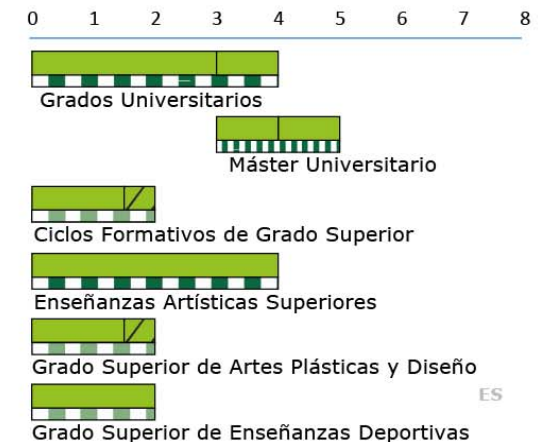 0 1 2 3 4 5 6 7 8
Grados Universitarios
Máster Universitario
Ciclos Formativos de Grado Superior
Enseñanzas Artísticas Superiores
Grado Superior de Artes Plásticas y Diseño
ES
Grado Superior de Enseñanzas Deportivas